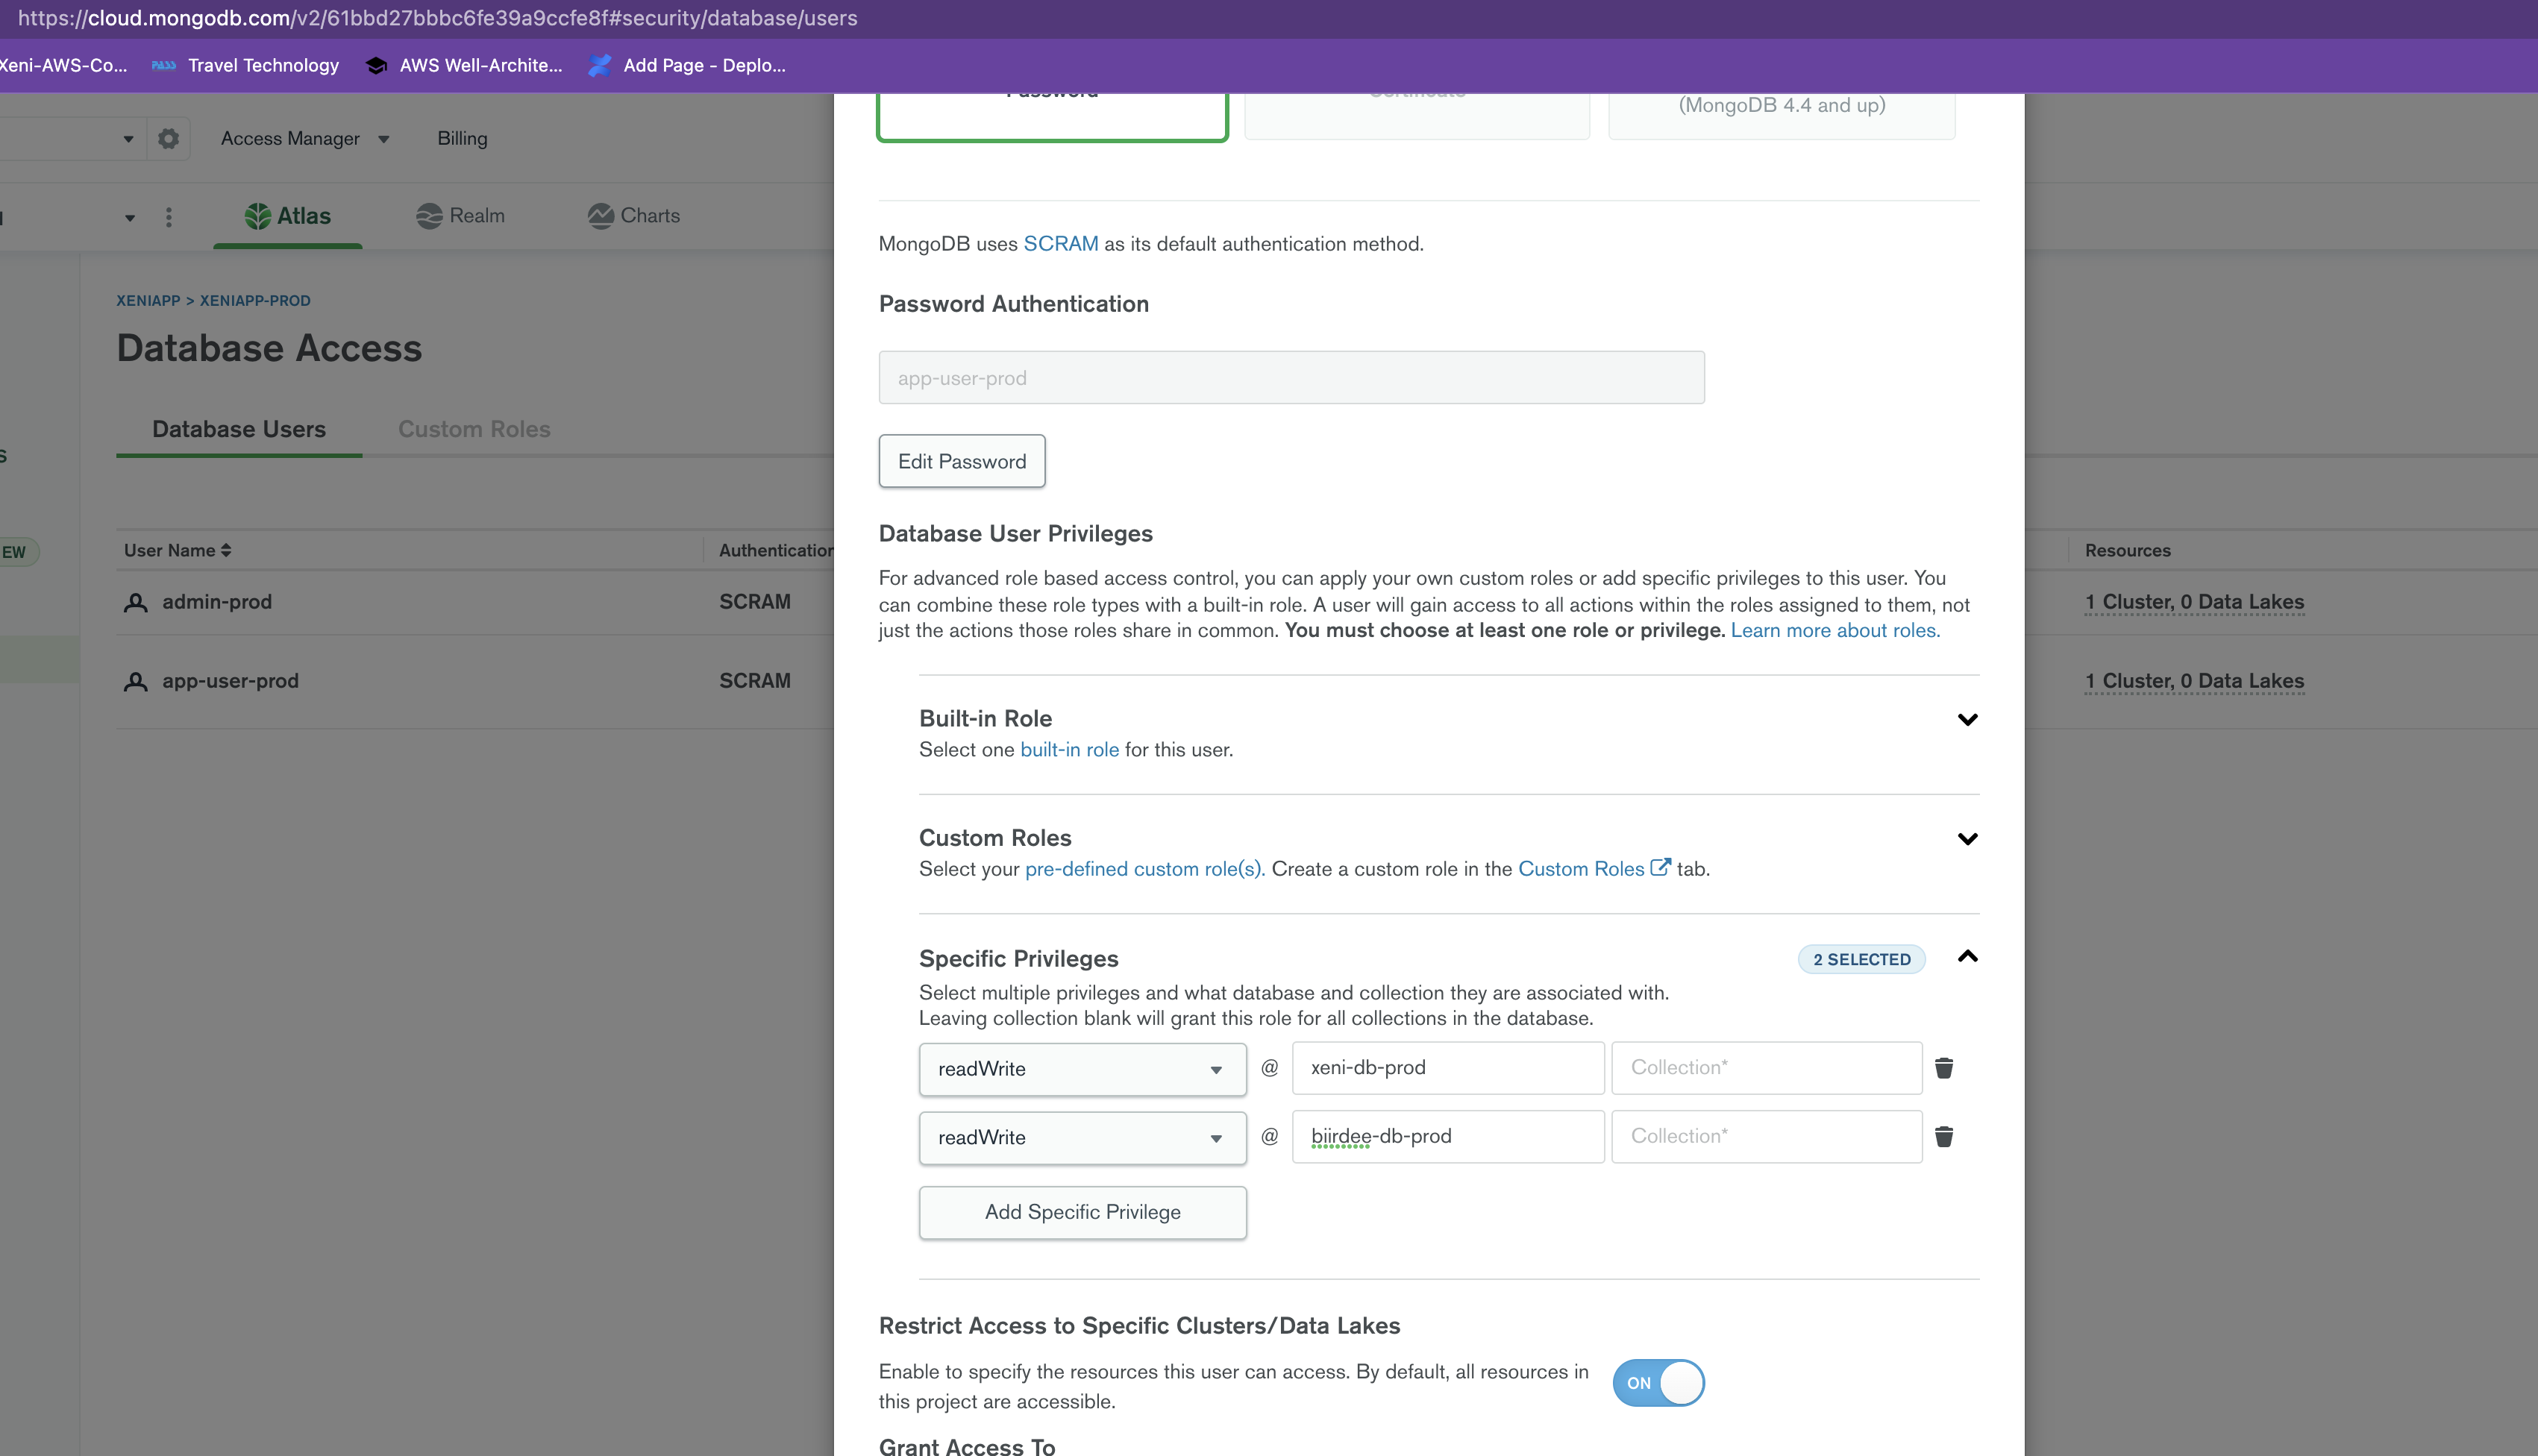 https://cloud.mongodb.com/v2/61bbd27bbbc6fe39a9ccfe8f#security/database/users
Xeni-AWS-Co...
PASS Travel Technology
AWS Well-Archite...
Add Page - Deplo...
Access Manager
Billing
Atlas
Realm
Charts
XENIAPP > XENIAPP-PROD
Database Access
Database Users
Custom Roles
EW
User Name
Authentication
Resources
admin-prod
SCRAM
1 Cluster, 0 Data Lakes
app-user-prod
SCRAM
1 Cluster, 0 Data Lakes
Password
Certificate
(MongoDB 4.4 and up)
MongoDB uses SCRAM as its default authentication method.
Password Authentication
app-user-prod
Edit Password
Database User Privileges
For advanced role based access control, you can apply your own custom roles or add specific privileges to this user. You
can combine these role types with a built-in role. A user will gain access to all actions within the roles assigned to them, not
just the actions those roles share in common. You must choose at least one role or privilege. Learn more about roles.
Built-in Role
Select one built-in role for this user.
Custom Roles
Select your pre-defined custom role(s). Create a custom role in the Custom Roles tab.
Specific Privileges
2 SELECTED
Select multiple privileges and what database and collection they are associated with.
Leaving collection blank will grant this role for all collections in the database.
readWrite @ xeni-db-prod Collection*
readWrite @ biirdee-db-prod Collection*
Add Specific Privilege
Restrict Access to Specific Clusters/Data Lakes
Enable to specify the resources this user can access. By default, all resources in
this project are accessible.
ON
Grant Access To